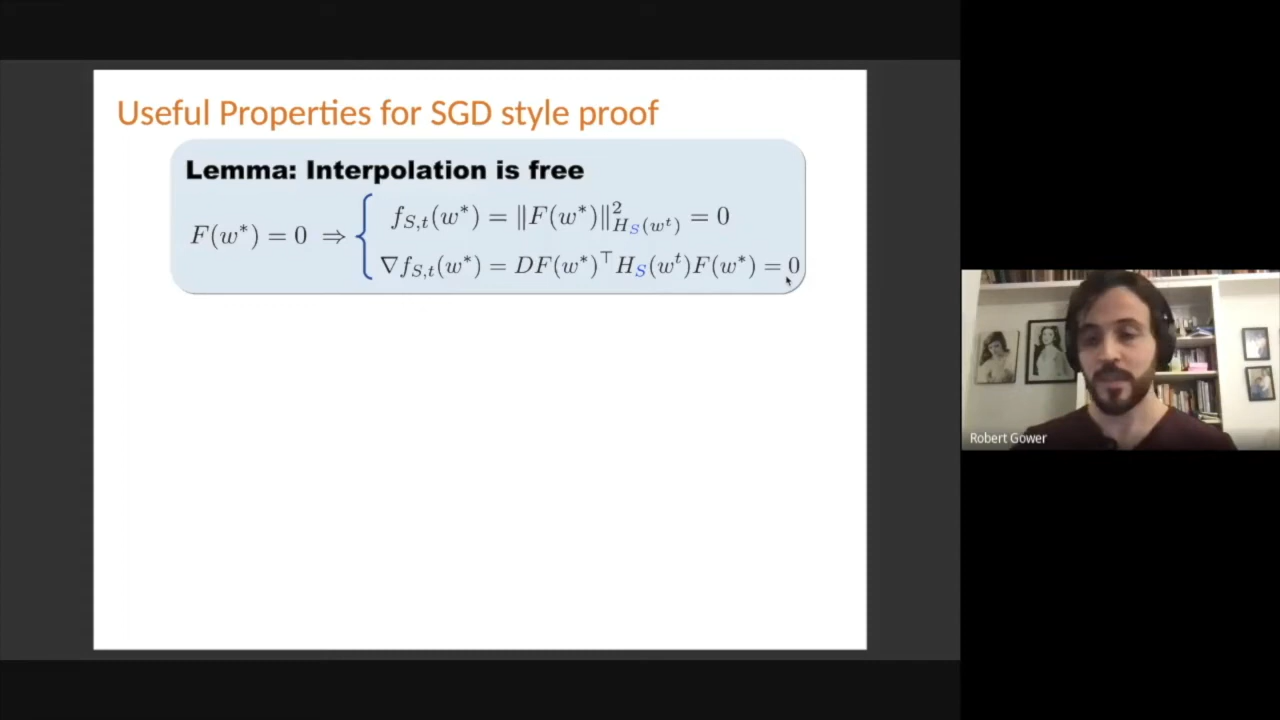 Useful Properties for SGD style proof
Lemma: Interpolation is free
F(w^*) = 0 ⇒ { f_{S,t}(w^*) = ‖F(w^*)‖^2_{H_S(w^t)} = 0
∇f_{S,t}(w^*) = DF(w^*)^⊤ H_S(w^t)F(w^*) = 0
Robert Gower